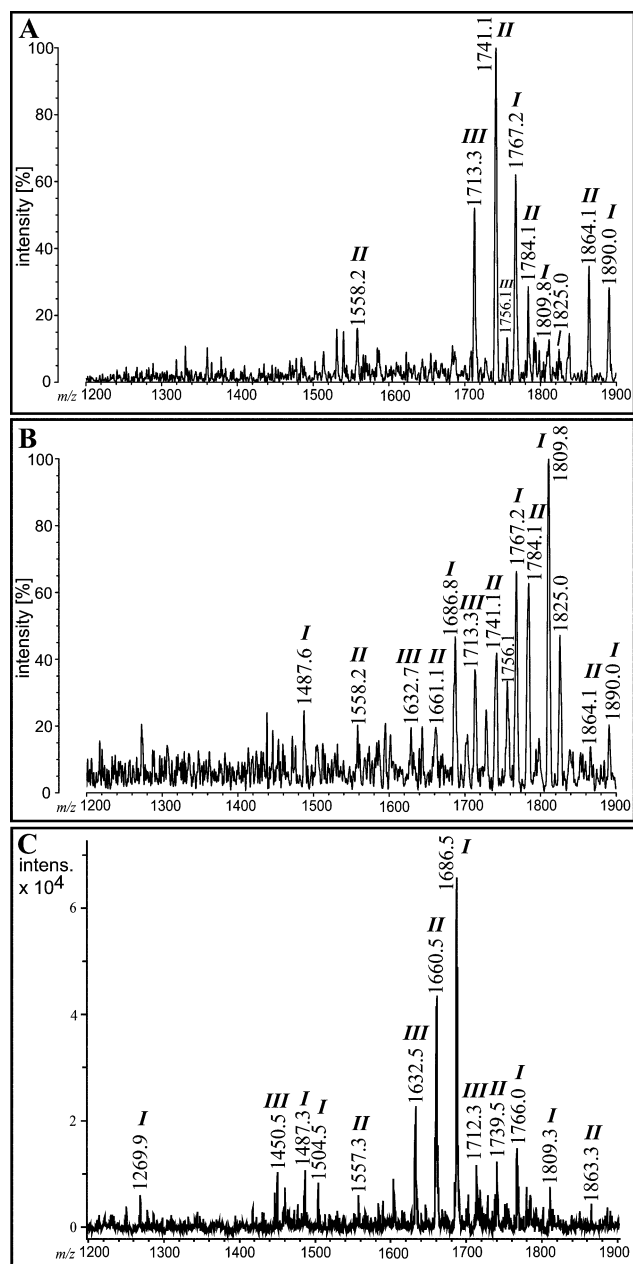 A
100
80
60
40
20
0
intensity [%]
1558.2 II
1713.3 III
1741.1 II
1756.1 III
1767.2 I
1784.1 II
1809.8 I
1825.0
1864.1 II
1890.0 I
m/z 1200 1300 1400 1500 1600 1700 1800 1900
B
100
80
60
40
20
0
intensity [%]
1487.6 I
1558.2 II
1632.7 III
1661.1 II
1686.8 I
1713.3 III
1741.1 II
1756.1
1767.2 I
1784.1 II
1809.8 I
1825.0
1864.1 II
1890.0 I
m/z 1200 1300 1400 1500 1600 1700 1800 1900
C
intens.
x 10⁴
6
4
2
0
1269.9 I
1450.5 III
1487.3 I
1504.5 I
1557.3 II
1632.5 III
1660.5 II
1686.5 I
1712.3 III
1739.5 II
1766.0 I
1809.3 I
1863.3 II
m/z 1200 1300 1400 1500 1600 1700 1800 1900